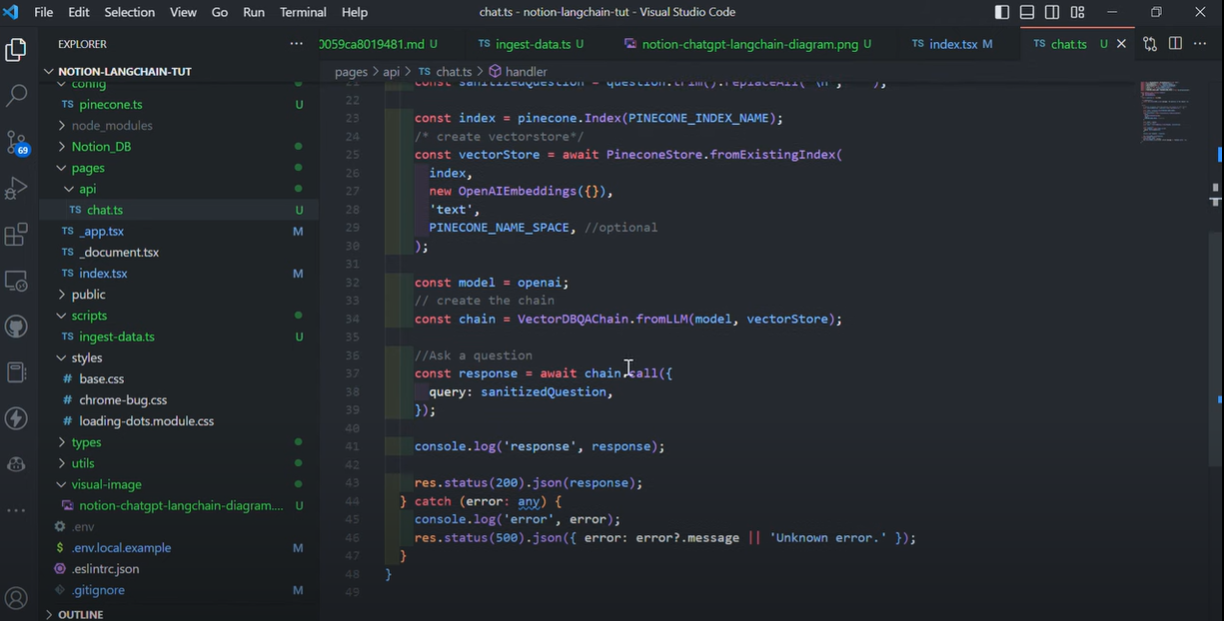 File Edit Selection View Go Run Terminal Help
chat.ts - notion-langchain-tut - Visual Studio Code
EXPLORER
0059ca8019481.md U
TS ingest-data.ts U
notion-chatgpt-langchain-diagram.png U
TS index.tsx M
TS chat.ts U
NOTION-LANGCHAIN-TUT
config
TS pinecone.ts U
node_modules
Notion_DB
pages
api
TS chat.ts U
TS _app.tsx M
TS _document.tsx
TS index.tsx M
public
scripts
TS ingest-data.ts U
styles
# base.css
# chrome-bug.css
# loading-dots.module.css
types
utils
visual-image
notion-chatgpt-langchain-diagram.... U
.env
$ .env.local.example M
.eslintrc.json
.gitignore M
OUTLINE
69
pages > api > TS chat.ts > handler
21 const sanitizedQuestion = question.trim().replaceAll(
22
23 const index = pinecone.Index(PINECONE_INDEX_NAME);
24 /* create vectorstore*/
25 const vectorStore = await PineconeStore.fromExistingIndex(
26 index,
27 new OpenAIEmbeddings({}),
28 'text',
29 PINECONE_NAME_SPACE, //optional
30 );
31
32 const model = openai;
33 // create the chain
34 const chain = VectorDBQAChain.fromLLM(model, vectorStore);
35
36 //Ask a question
37 const response = await chain.call({
38 query: sanitizedQuestion,
39 });
40
41 console.log('response', response);
42
43 res.status(200).json(response);
44 } catch (error: any) {
45 console.log('error', error);
46 res.status(500).json({ error: error?.message || 'Unknown error.' });
47 }
48 }
49